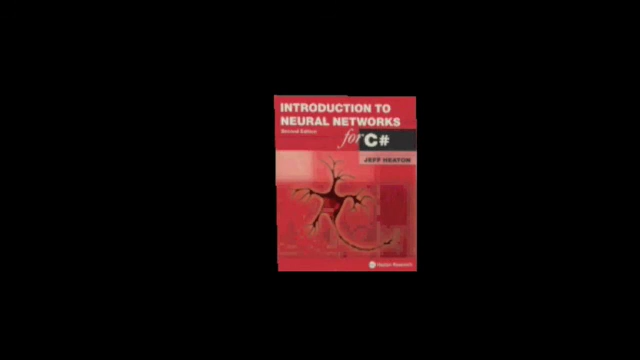 INTRODUCTION TO
NEURAL NETWORKS
Second Edition
for C#
JEFF HEATON
Heaton Research